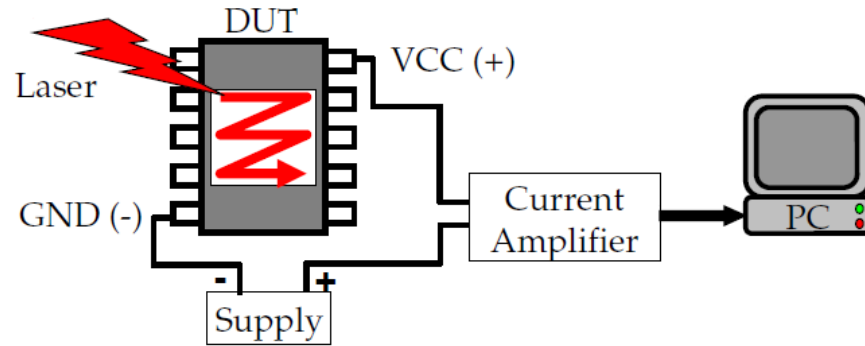 DUT
VCC (+)
Laser
GND (-)
Current
Amplifier
PC
- +
Supply